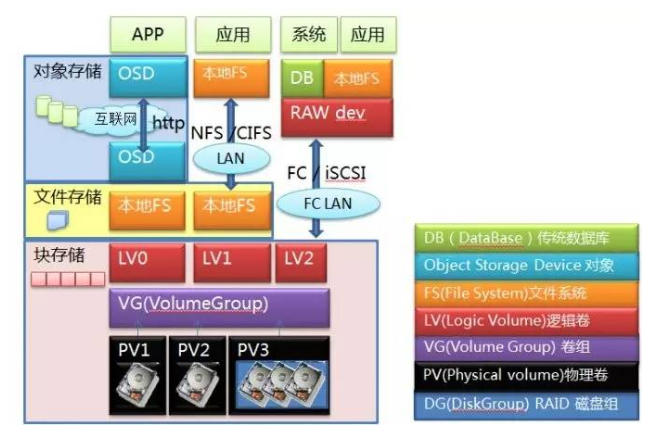 APP
应用
系统
应用
对象存储
OSD
本地FS
DB
本地FS
RAW dev
互联网
http
NFS /CIFS
LAN
OSD
FC / iSCSI
FC LAN
文件存储
本地FS
本地FS
块存储
LV0
LV1
LV2
VG(VolumeGroup)
PV1
PV2
PV3
DB ( DataBase ) 传统数据库
Object Storage Device 对象
FS(File System)文件系统
LV(Logic Volume)逻辑卷
VG(Volume Group) 卷组
PV(Physical volume)物理卷
DG(DiskGroup) RAID 磁盘组